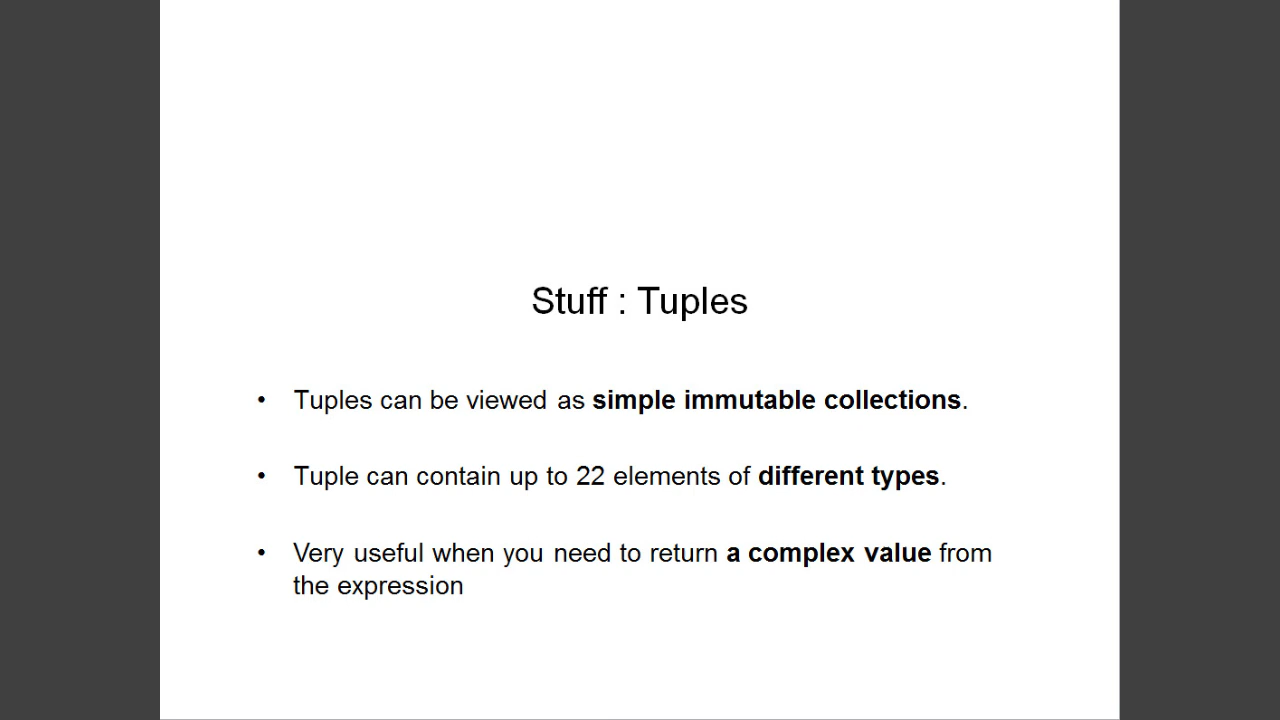 Stuff : Tuples
• Tuples can be viewed as simple immutable collections.
• Tuple can contain up to 22 elements of different types.
• Very useful when you need to return a complex value from
the expression